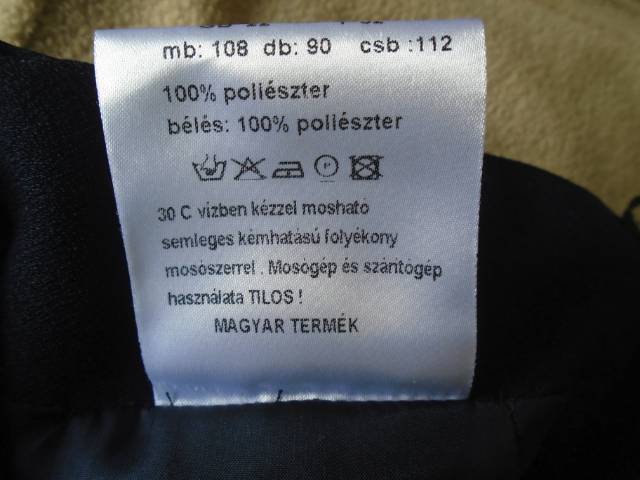 mb: 108 db: 90 csb :112
100% poliészter
bélés: 100% poliészter
P
30 C vizben kézzel mosható
semleges kémhatású folyékony
mosószerrel . Mosógép és szárítógép
használata TILOS !
MAGYAR TERMÉK